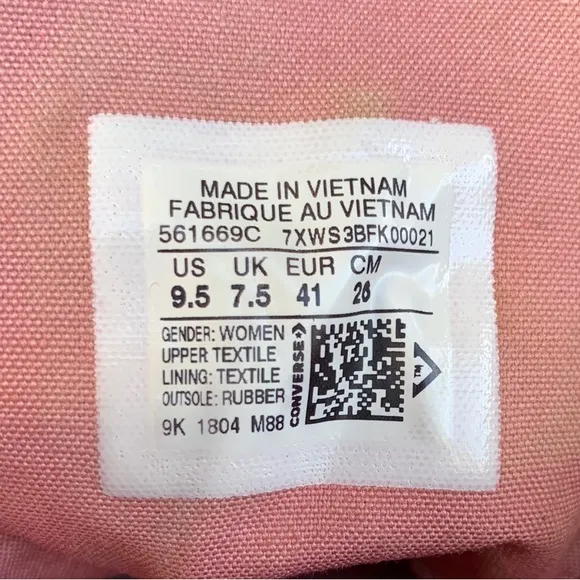 MADE IN VIETNAM
FABRIQUE AU VIETNAM
561669C 7XWS3BFK00021
US UK EUR CM
9.5 7.5 41 26
GENDER: WOMEN
UPPER TEXTILE
LINING: TEXTILE
OUTSOLE: RUBBER
9K 1804 M88
CONVERSE
TM